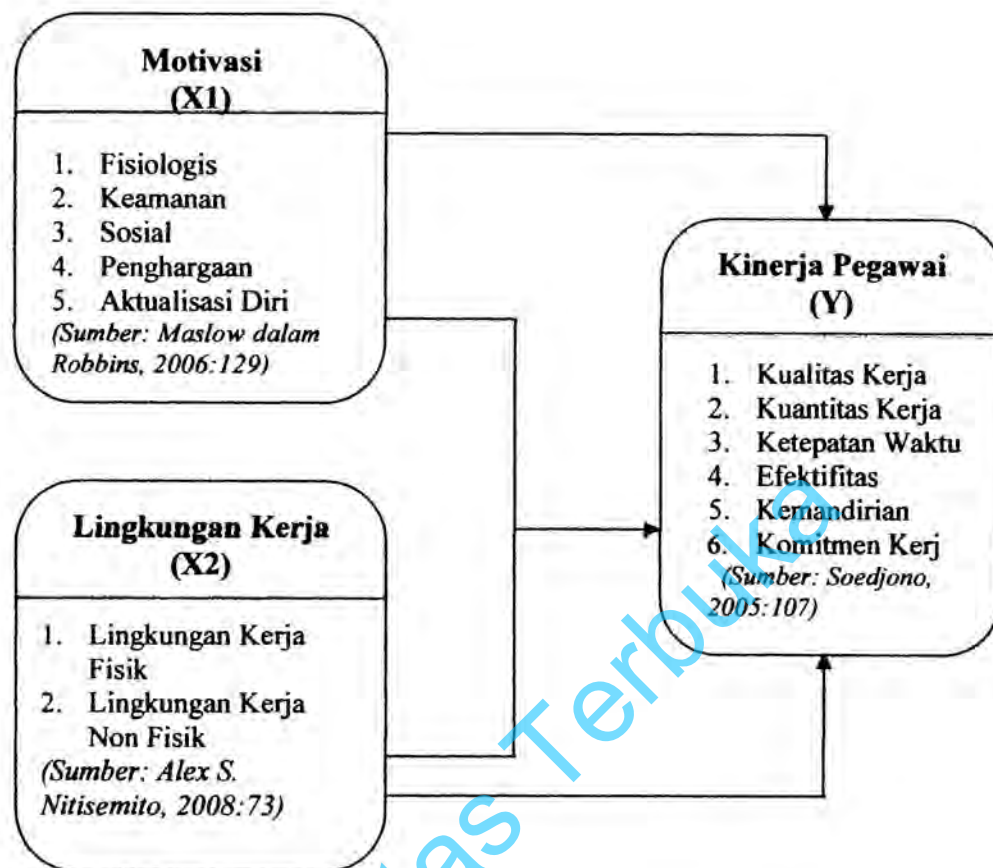 Motivasi
(X1)
1. Fisiologis
2. Keamanan
3. Sosial
4. Penghargaan
5. Aktualisasi Diri
(Sumber: Maslow dalam
Robbins, 2006:129)
Kinerja Pegawai
(Y)
1. Kualitas Kerja
2. Kuantitas Kerja
3. Ketepatan Waktu
4. Efektifitas
5. Kemandirian
6. Komitmen Kerj
(Sumber: Soedjono,
2005:107)
Lingkungan Kerja
(X2)
1. Lingkungan Kerja
Fisik
2. Lingkungan Kerja
Non Fisik
(Sumber: Alex S.
Nitisemito, 2008:73)
Terbuka